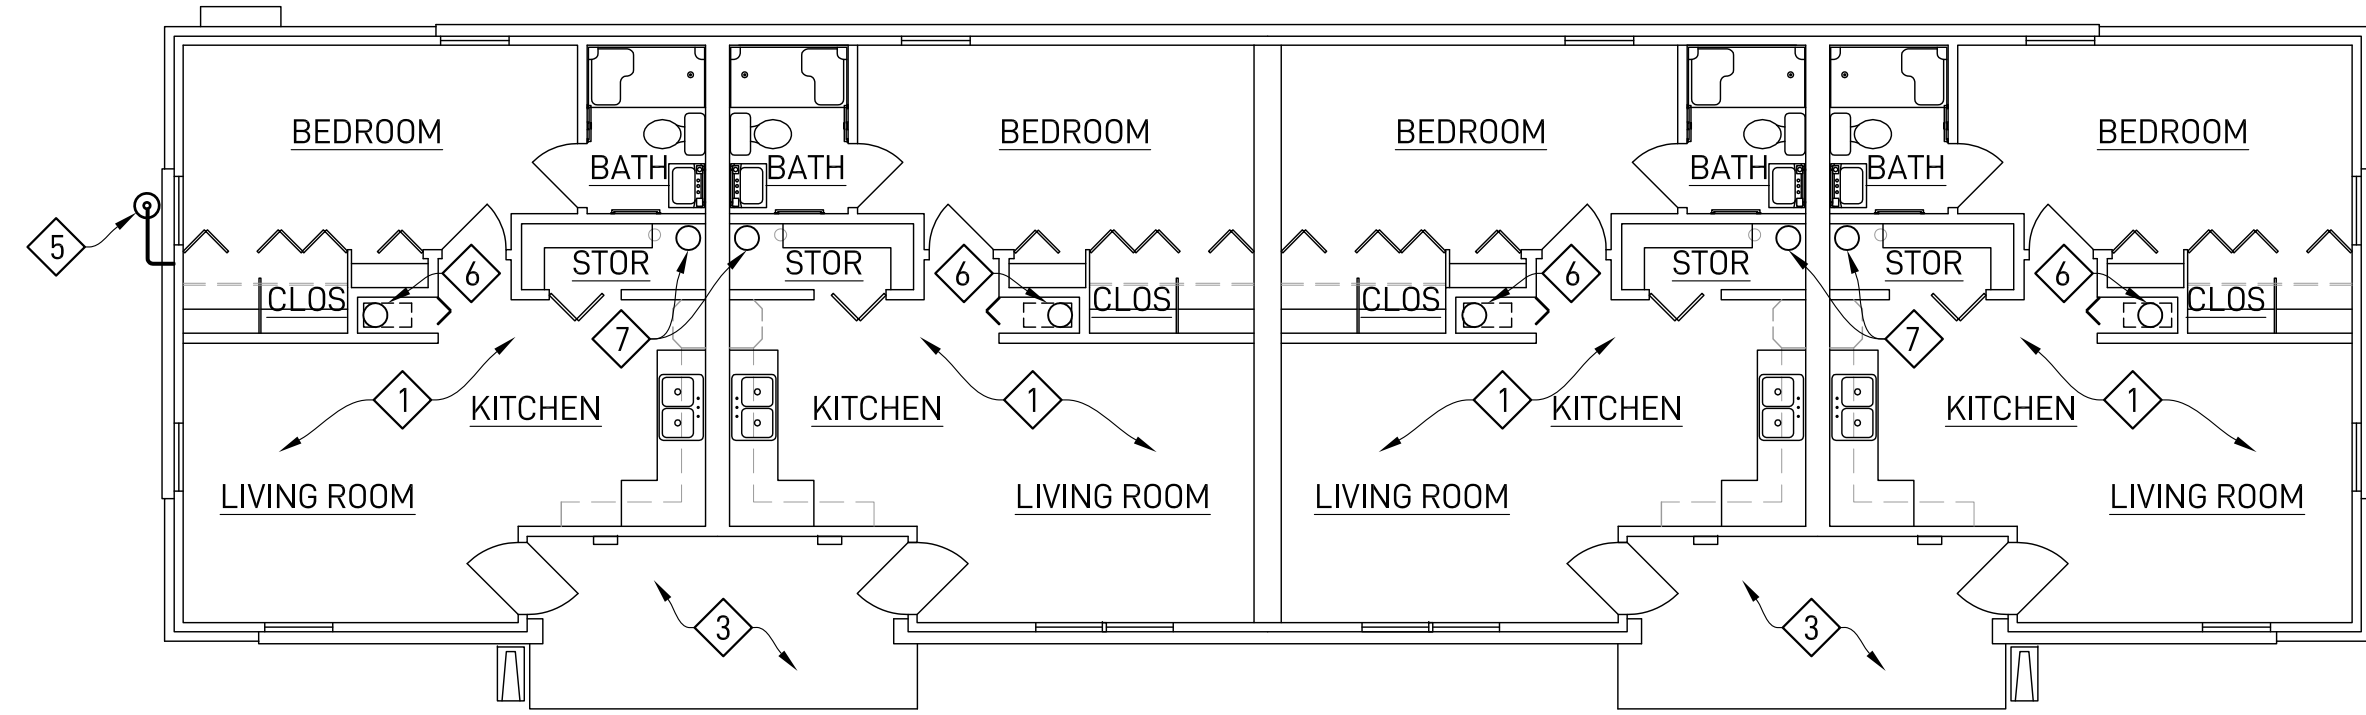 BEDROOM BEDROOM BEDROOM BEDROOM
BATH BATH BATH BATH
5
STOR STOR STOR STOR
6 6 6 6
CLOS CLOS CLOS CLOS
7 7
1 1 1 1
KITCHEN KITCHEN KITCHEN KITCHEN
LIVING ROOM LIVING ROOM LIVING ROOM LIVING ROOM
3 3